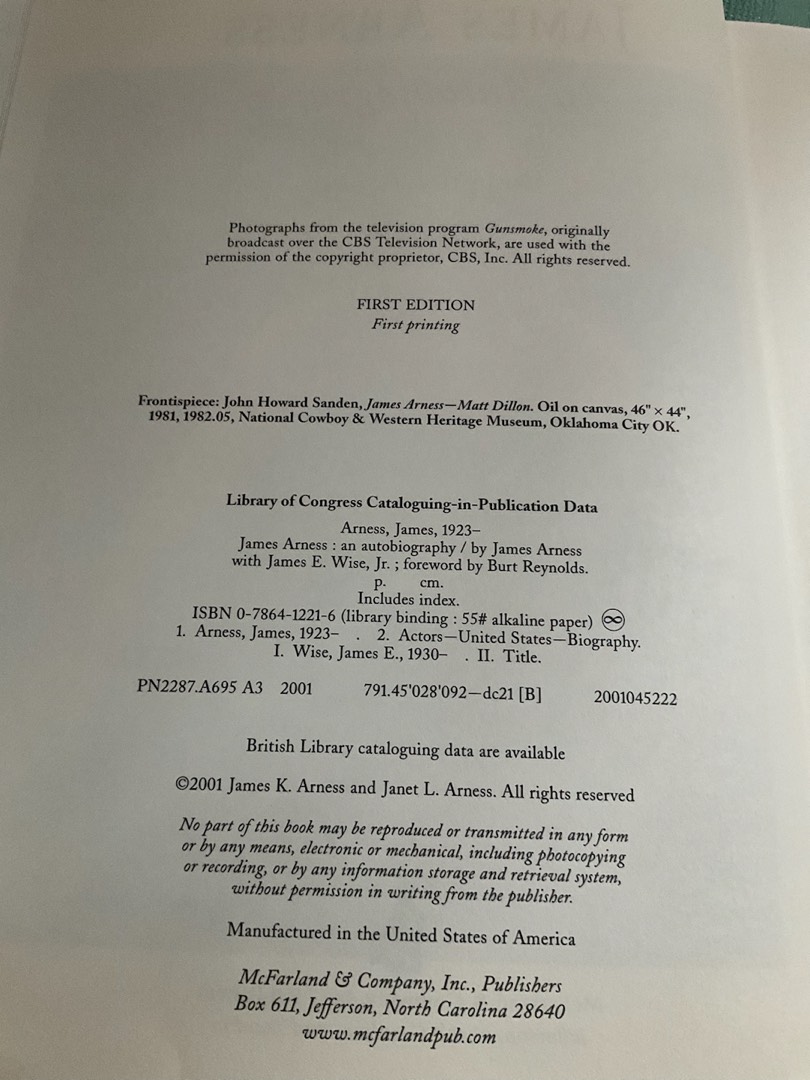 Photographs from the television program Gunsmoke, originally
broadcast over the CBS Television Network, are used with the
permission of the copyright proprietor, CBS, Inc. All rights reserved.
FIRST EDITION
First printing
Frontispiece: John Howard Sanden, James Arness—Matt Dillon. Oil on canvas, 46" × 44",
1981, 1982.05, National Cowboy & Western Heritage Museum, Oklahoma City OK.
Library of Congress Cataloguing-in-Publication Data
Arness, James, 1923–
James Arness : an autobiography / by James Arness
with James E. Wise, Jr. ; foreword by Burt Reynolds.
p. cm.
Includes index.
ISBN 0-7864-1221-6 (library binding : 55# alkaline paper) ♾
1. Arness, James, 1923– . 2. Actors—United States—Biography.
I. Wise, James E., 1930– . II. Title.
PN2287.A695 A3 2001 791.45'028'092—dc21 [B] 2001045222
British Library cataloguing data are available
©2001 James K. Arness and Janet L. Arness. All rights reserved
No part of this book may be reproduced or transmitted in any form
or by any means, electronic or mechanical, including photocopying
or recording, or by any information storage and retrieval system,
without permission in writing from the publisher.
Manufactured in the United States of America
McFarland & Company, Inc., Publishers
Box 611, Jefferson, North Carolina 28640
www.mcfarlandpub.com